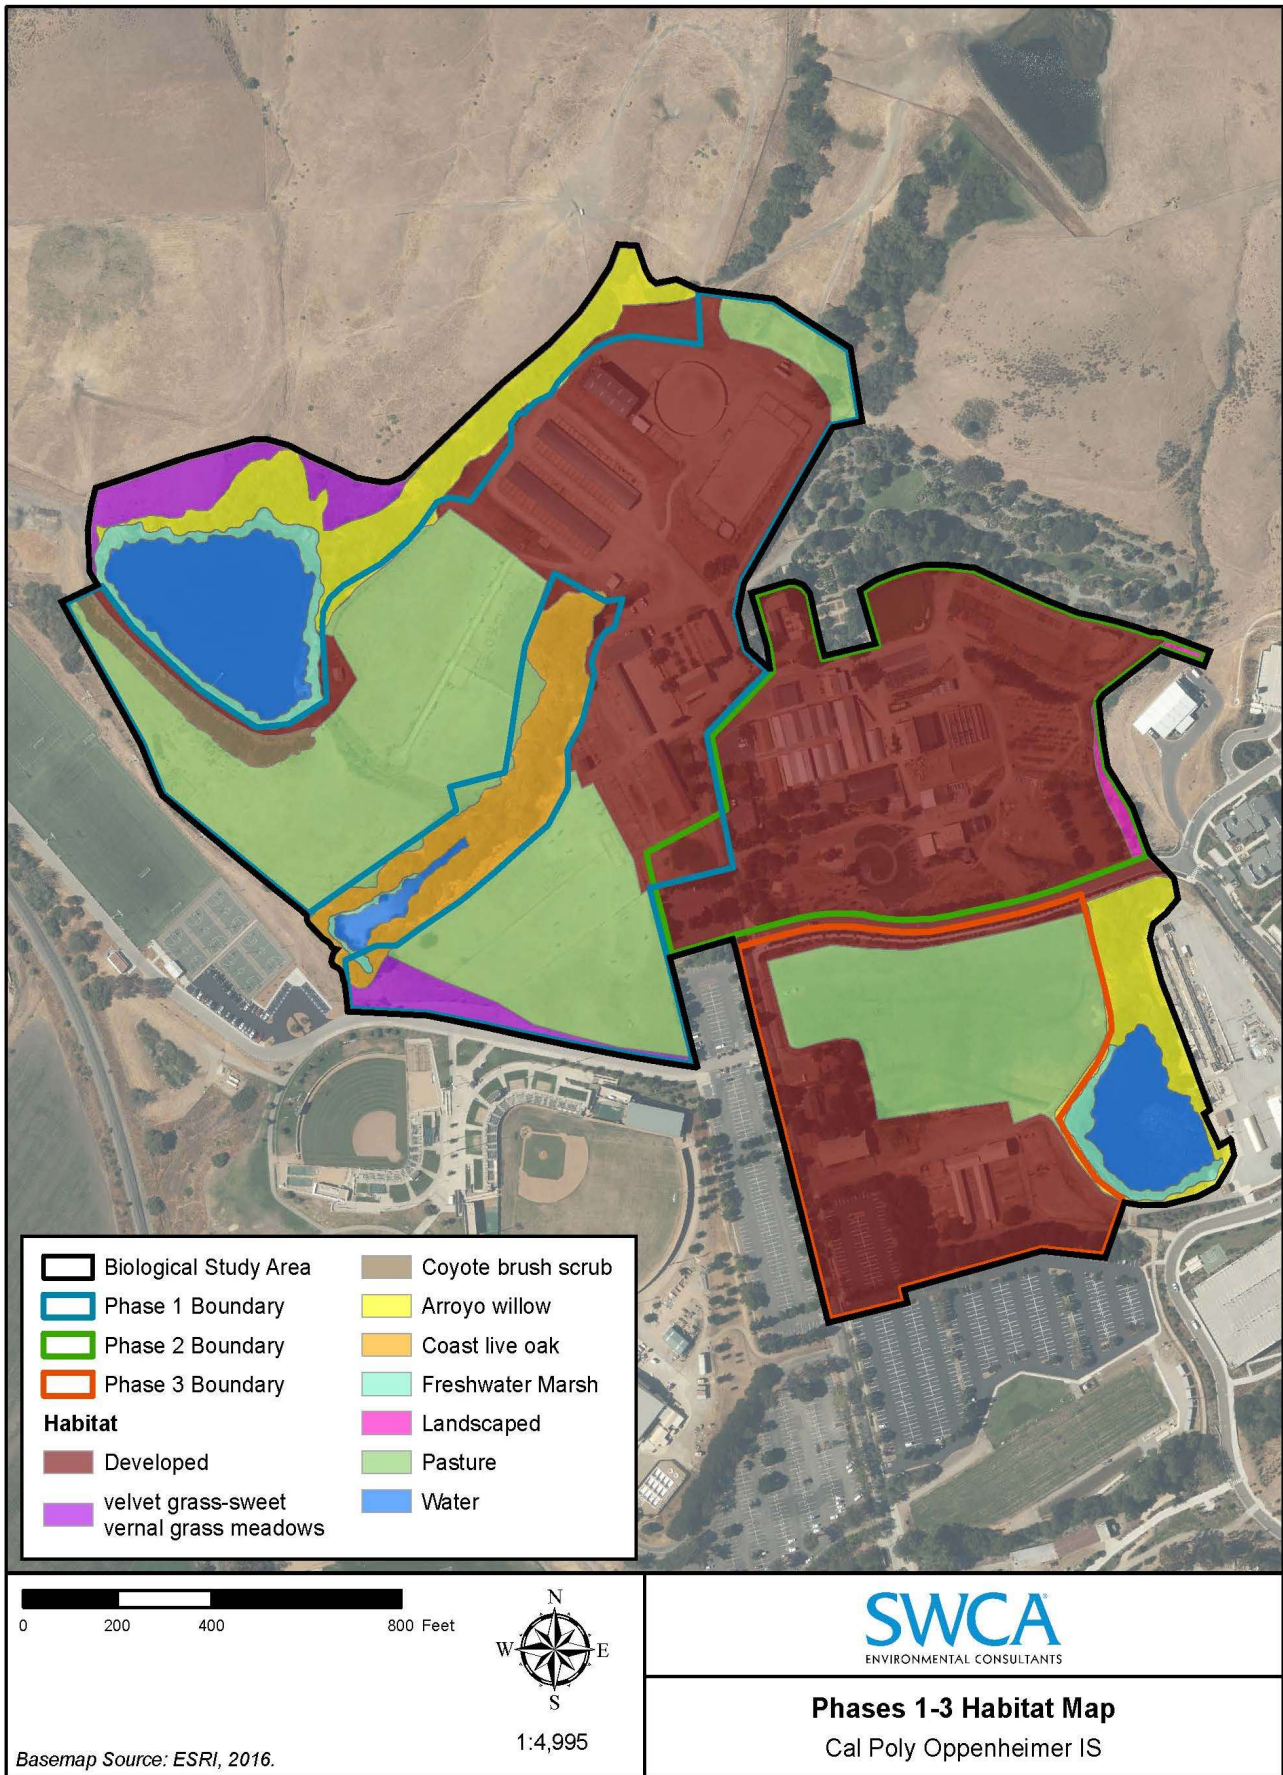 Biological Study Area
Phase 1 Boundary
Phase 2 Boundary
Phase 3 Boundary
Habitat
Developed
velvet grass-sweet
vernal grass meadows
Coyote brush scrub
Arroyo willow
Coast live oak
Freshwater Marsh
Landscaped
Pasture
Water
0 200 400 800 Feet
N
W E
S
1:4,995
Basemap Source: ESRI, 2016.
SWCA
ENVIRONMENTAL CONSULTANTS
Phases 1-3 Habitat Map
Cal Poly Oppenheimer IS